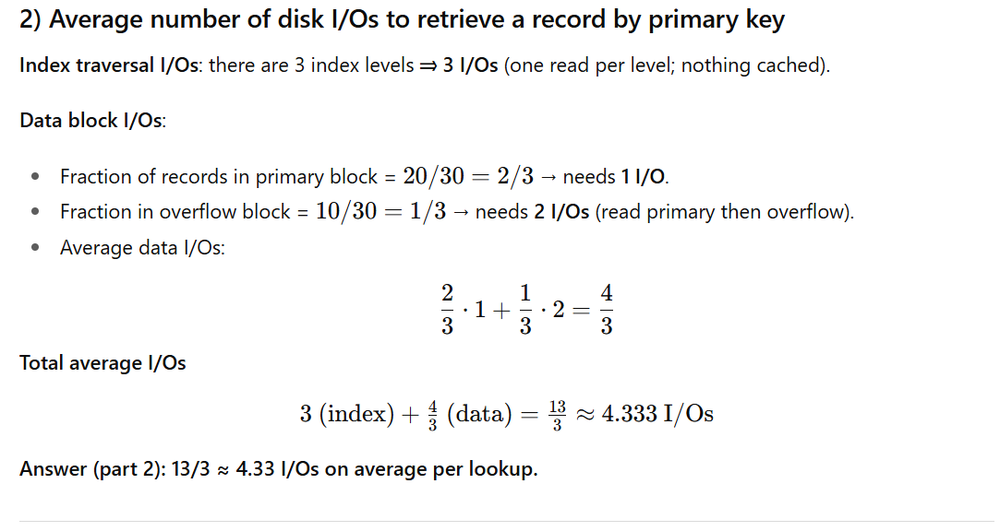 2) Average number of disk I/Os to retrieve a record by primary key
Index traversal I/Os: there are 3 index levels ⇒ 3 I/Os (one read per level; nothing cached).
Data block I/Os:
• Fraction of records in primary block = 20/30 = 2/3 → needs 1 I/O.
• Fraction in overflow block = 10/30 = 1/3 → needs 2 I/Os (read primary then overflow).
• Average data I/Os:
2/3 · 1 + 1/3 · 2 = 4/3
Total average I/Os
3 (index) + 4/3 (data) = 13/3 ≈ 4.333 I/Os
Answer (part 2): 13/3 ≈ 4.33 I/Os on average per lookup.